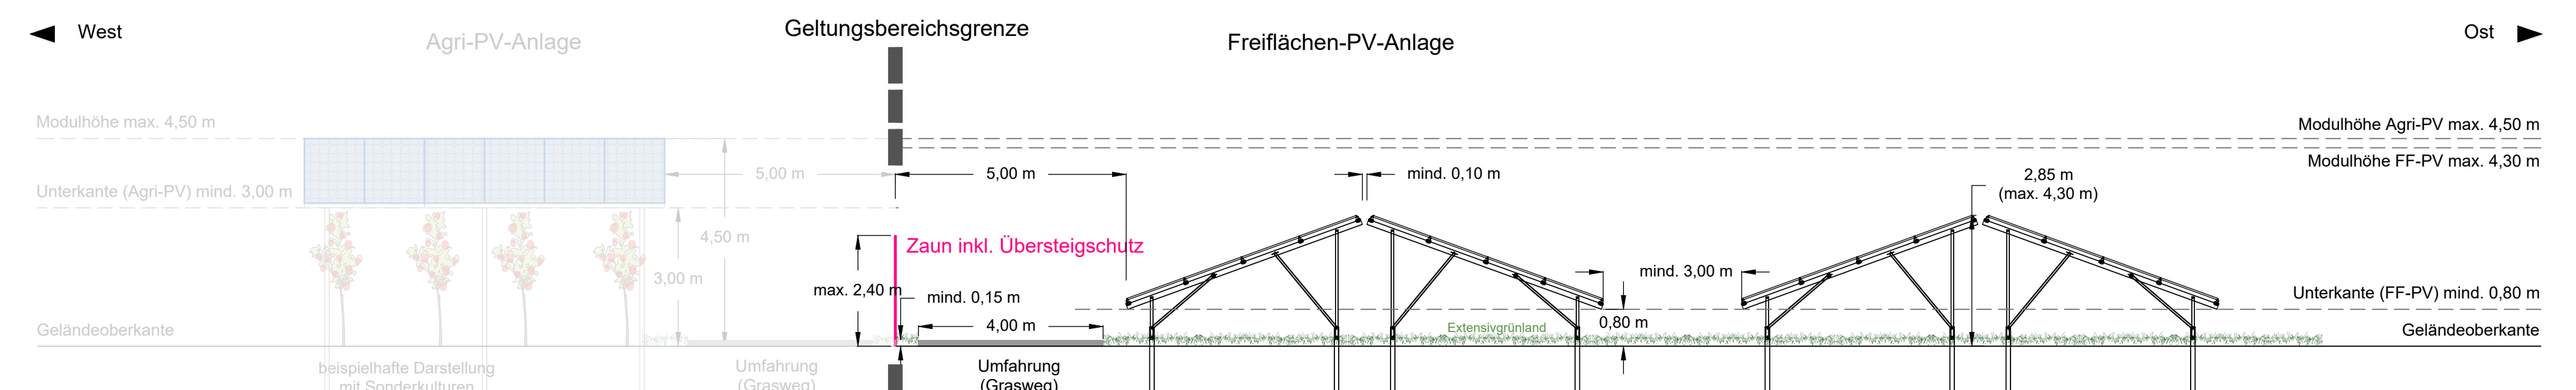 West
Agri-PV-Anlage
Geltungsbereichsgrenze
Freiflächen-PV-Anlage
Ost
Modulhöhe max. 4,50 m
Modulhöhe Agri-PV max. 4,50 m
Modulhöhe FF-PV max. 4,30 m
5,00 m
5,00 m
mind. 0,10 m
2,85 m
(max. 4,30 m)
Unterkante (Agri-PV) mind. 3,00 m
4,50 m
Zaun inkl. Übersteigschutz
3,00 m
mind. 3,00 m
max. 2,40 m
mind. 0,15 m
Unterkante (FF-PV) mind. 0,80 m
Geländeoberkante
4,00 m
Extensivgrünland
0,80 m
Geländeoberkante
beispielhafte Darstellung
mit Sonderkulturen
Umfahrung
(Grasweg)
Umfahrung
(Grasweg)